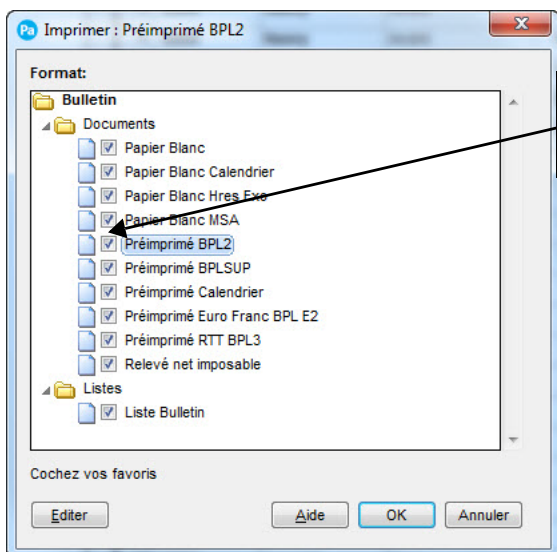 Pa Imprimer : Préimprimé BPL2
Format:
Bulletin
Documents
Papier Blanc
Papier Blanc Calendrier
Papier Blanc Hres Exo
Papier Blanc MSA
Préimprimé BPL2
Préimprimé BPLSUP
Préimprimé Calendrier
Préimprimé Euro Franc BPL E2
Préimprimé RTT BPL3
Relevé net imposable
Listes
Liste Bulletin
Cochez vos favoris
Editer Aide OK Annuler